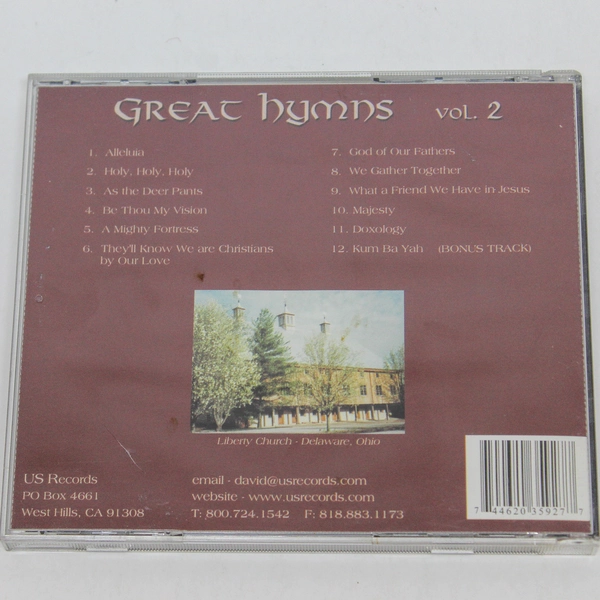 GREAT hymns VOL. 2
1. Alleluia
2. Holy, Holy, Holy
3. As the Deer Pants
4. Be Thou My Vision
5. A Mighty Fortress
6. They'll Know We are Christians
by Our Love
7. God of Our Fathers
8. We Gather Together
9. What a Friend We Have in Jesus
10. Majesty
11. Doxology
12. Kum Ba Yah (BONUS TRACK)
Liberty Church - Delaware, Ohio
US Records
PO Box 4661
West Hills, CA 91308
email - david@usrecords.com
website - www.usrecords.com
T: 800.724.1542 F: 818.883.1173
7 44620 35927 7